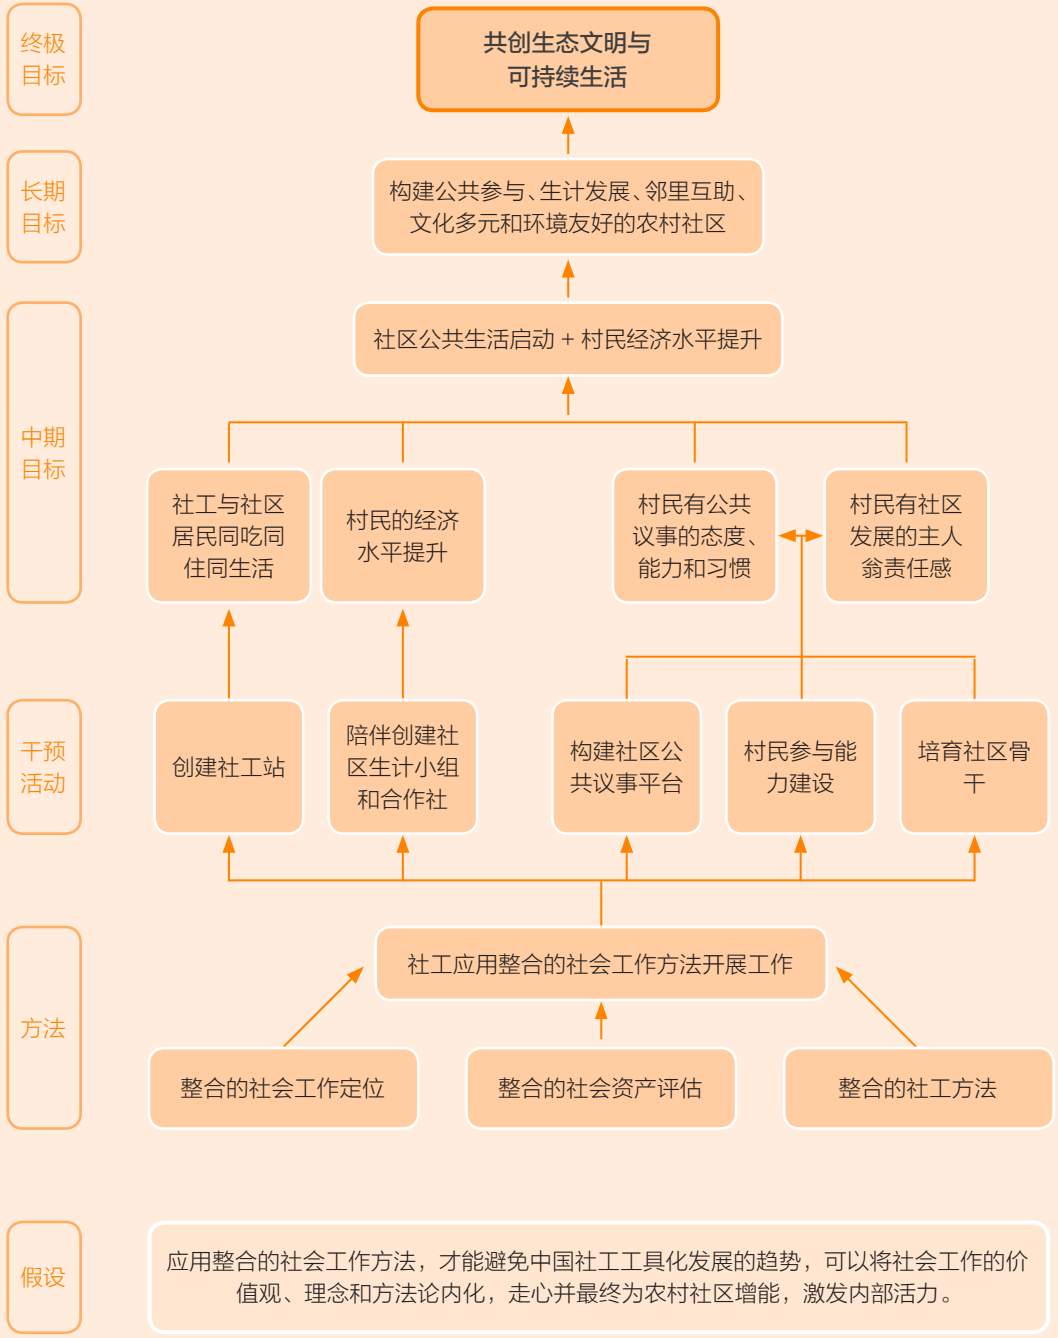 终极
目标
共创生态文明与
可持续生活
长期
目标
构建公共参与、生计发展、邻里互助、
文化多元和环境友好的农村社区
中期
目标
社区公共生活启动 + 村民经济水平提升
社工与社区
居民同吃同
住同生活
村民的经济
水平提升
村民有公共
议事的态度、
能力和习惯
村民有社区
发展的主人
翁责任感
干预
活动
创建社工站
陪伴创建社
区生计小组
和合作社
构建社区公
共议事平台
村民参与能
力建设
培育社区骨
干
方法
社工应用整合的社会工作方法开展工作
整合的社会工作定位
整合的社会资产评估
整合的社工方法
假设
应用整合的社会工作方法，才能避免中国社工工具化发展的趋势，可以将社会工作的价
值观、理念和方法论内化，走心并最终为农村社区增能，激发内部活力。